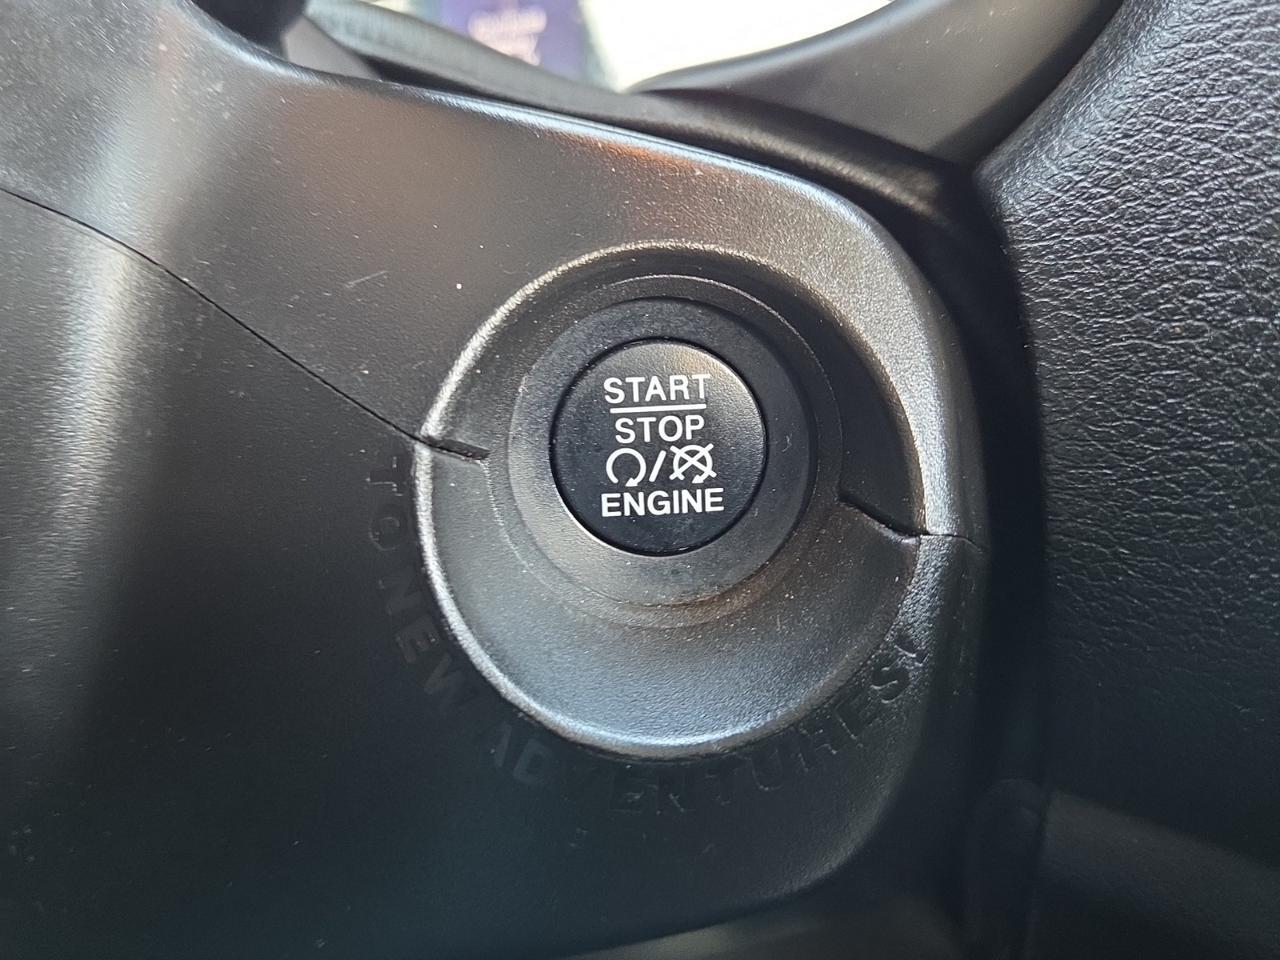 START
STOP
ENGINE
TO NEW ADVENTURES!